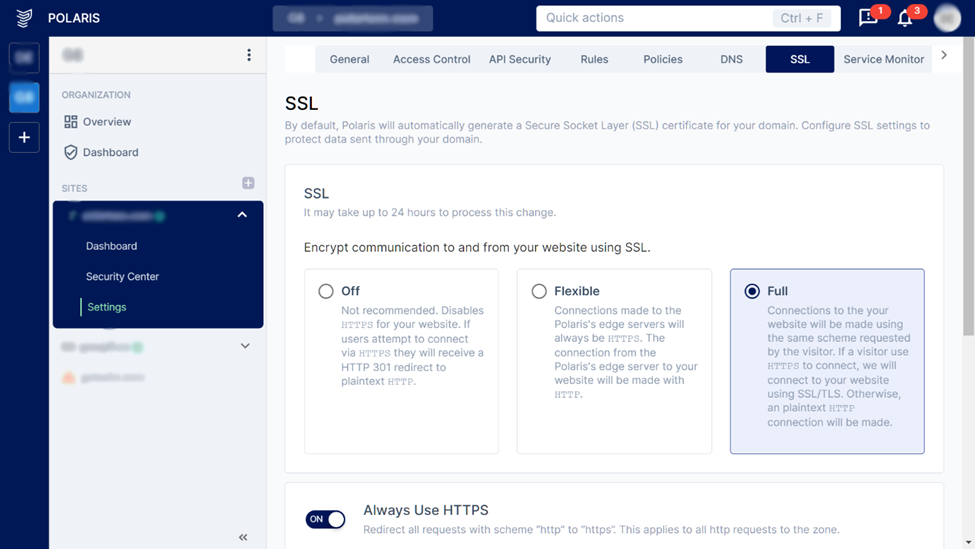 POLARIS
Quick actions
Ctrl + F
1
3
General
Access Control
API Security
Rules
Policies
DNS
SSL
Service Monitor
ORGANIZATION
Overview
Dashboard
SITES
Dashboard
Security Center
Settings
SSL
By default, Polaris will automatically generate a Secure Socket Layer (SSL) certificate for your domain. Configure SSL settings to
protect data sent through your domain.
SSL
It may take up to 24 hours to process this change.
Encrypt communication to and from your website using SSL.
Off
Not recommended. Disables
HTTPS for your website. If
users attempt to connect
via HTTPS they will receive a
HTTP 301 redirect to
plaintext HTTP.
Flexible
Connections made to the
Polaris's edge servers will
always be HTTPS. The
connection from the
Polaris's edge server to your
website will be made with
HTTP.
Full
Connections to the your
website will be made using
the same scheme requested
by the visitor. If a visitor use
HTTPS to connect, we will
connect to your website
using SSL/TLS. Otherwise,
an plaintext HTTP
connection will be made.
ON
Always Use HTTPS
Redirect all requests with scheme "http" to "https". This applies to all http requests to the zone.